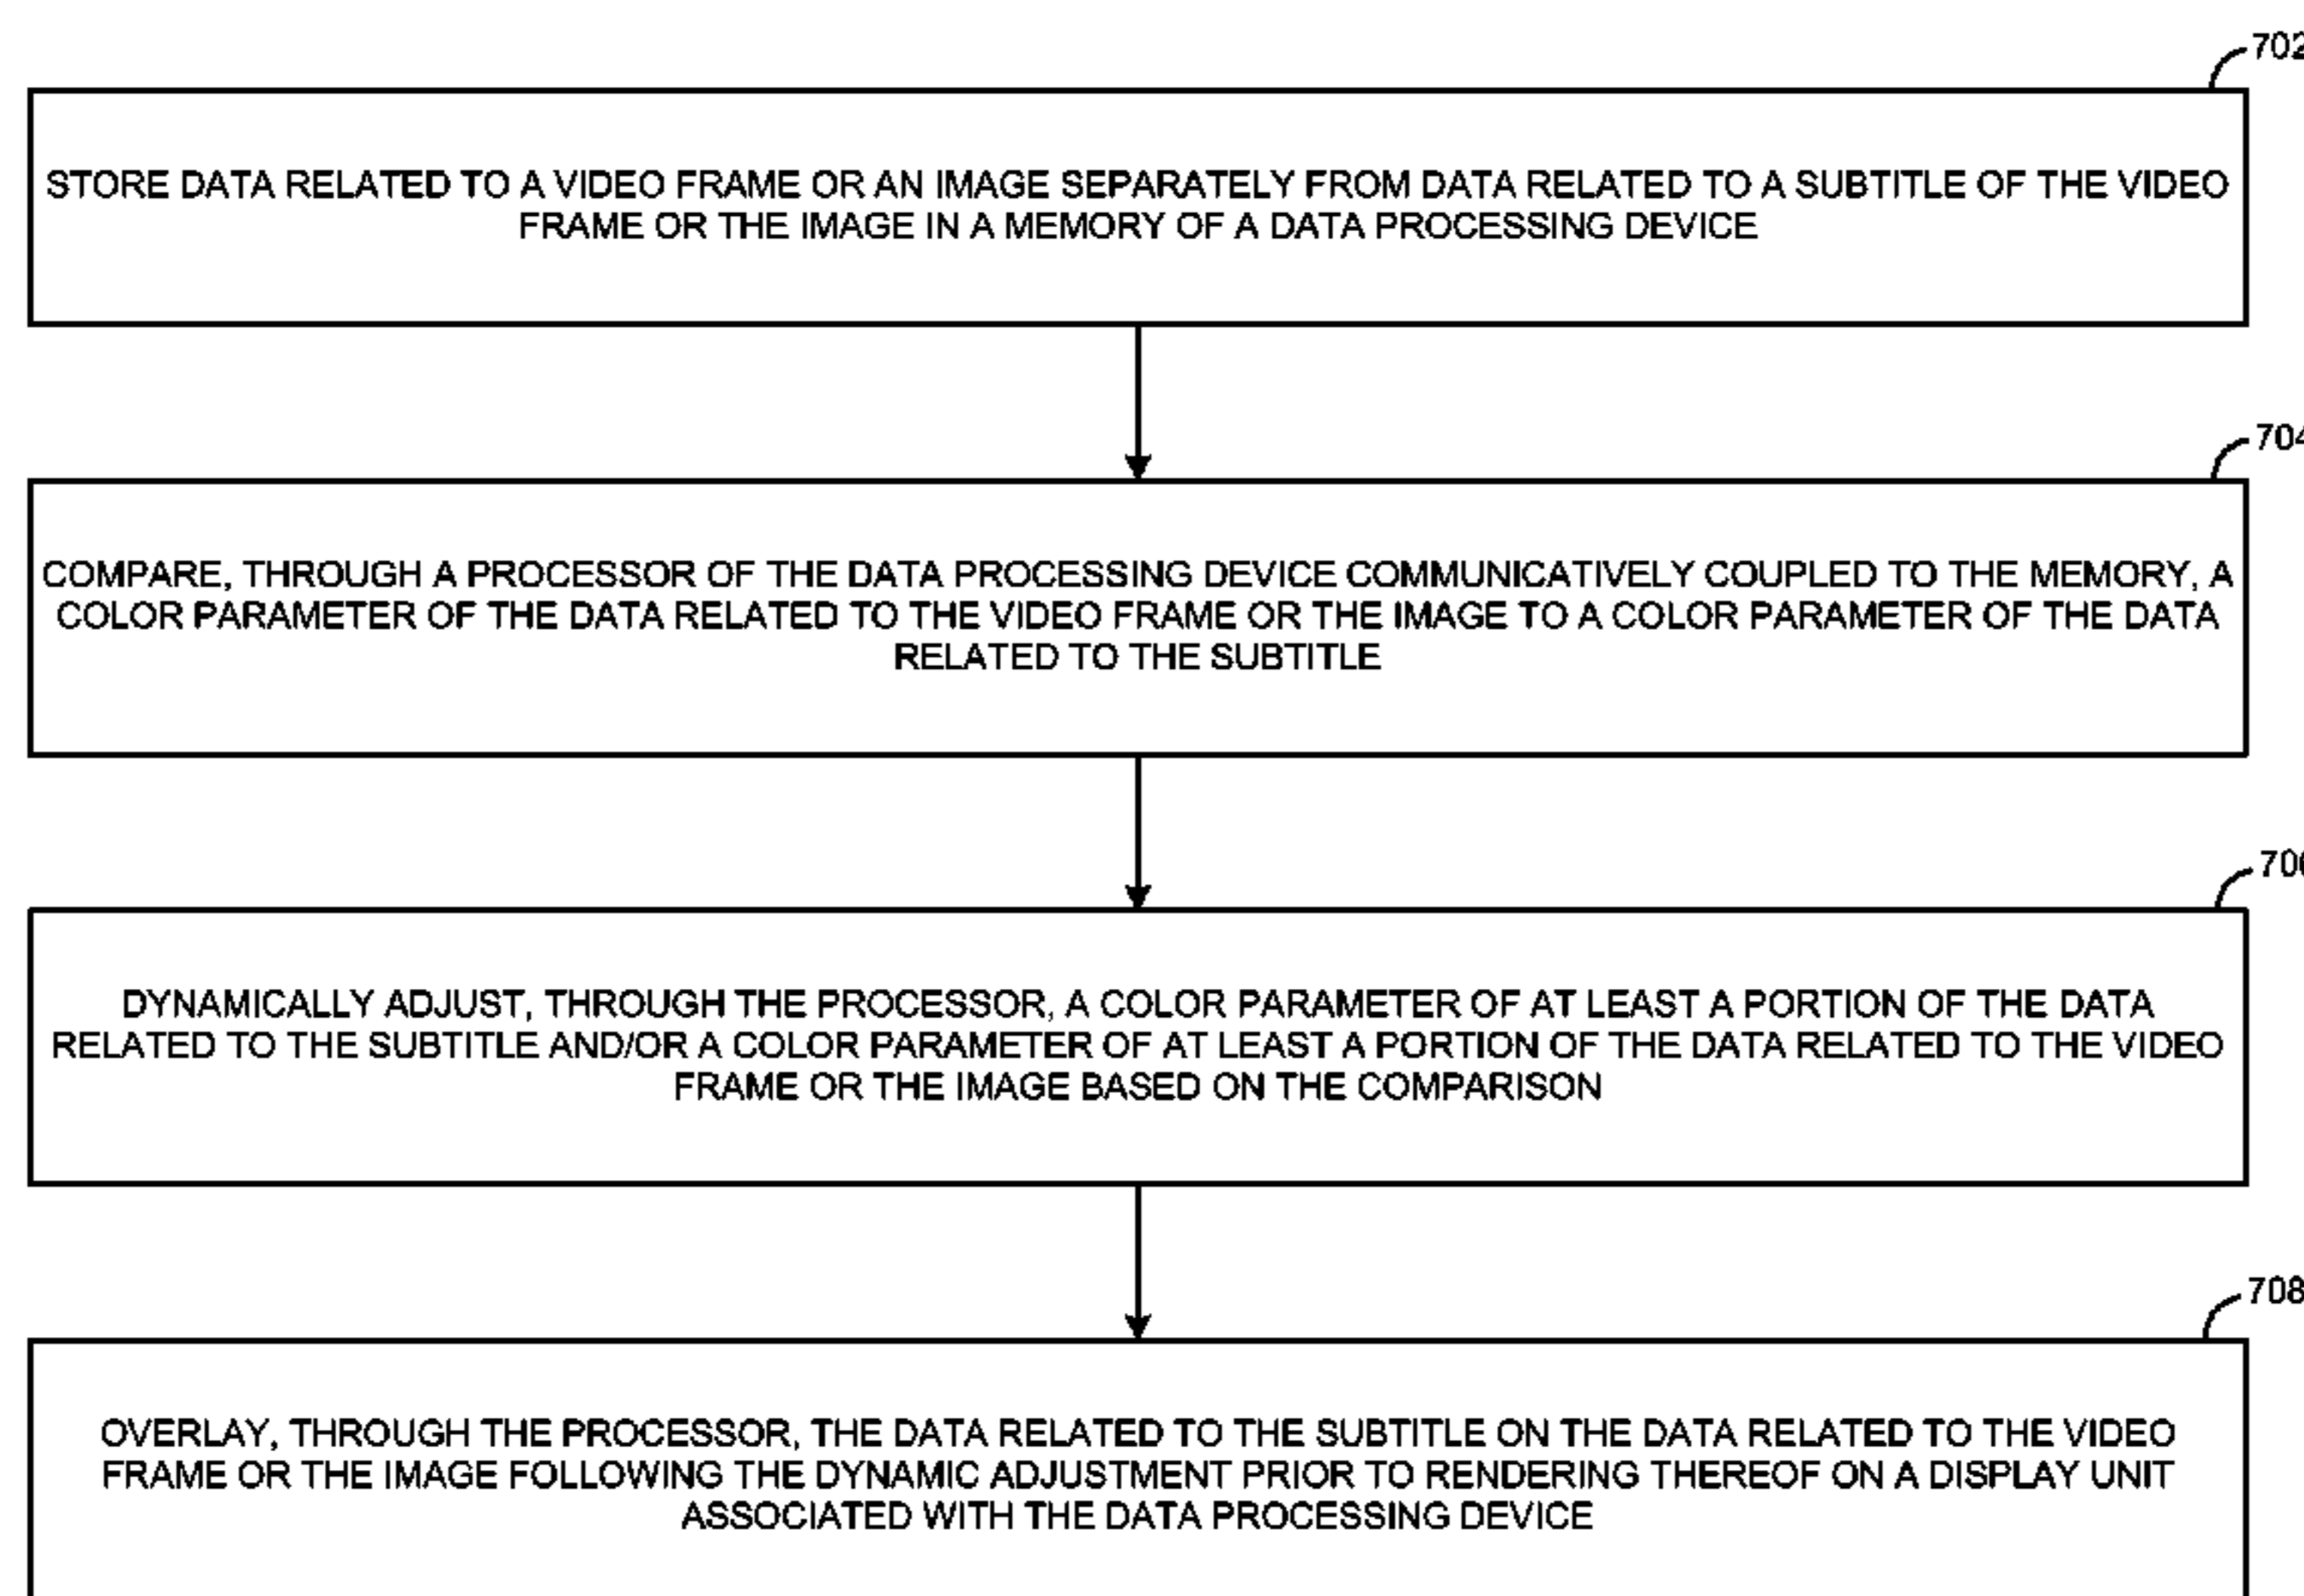 702
STORE DATA RELATED TO A VIDEO FRAME OR AN IMAGE SEPARATELY FROM DATA RELATED TO A SUBTITLE OF THE VIDEO
FRAME OR THE IMAGE IN A MEMORY OF A DATA PROCESSING DEVICE
704
COMPARE, THROUGH A PROCESSOR OF THE DATA PROCESSING DEVICE COMMUNICATIVELY COUPLED TO THE MEMORY, A
COLOR PARAMETER OF THE DATA RELATED TO THE VIDEO FRAME OR THE IMAGE TO A COLOR PARAMETER OF THE DATA
RELATED TO THE SUBTITLE
706
DYNAMICALLY ADJUST, THROUGH THE PROCESSOR, A COLOR PARAMETER OF AT LEAST A PORTION OF THE DATA
RELATED TO THE SUBTITLE AND/OR A COLOR PARAMETER OF AT LEAST A PORTION OF THE DATA RELATED TO THE VIDEO
FRAME OR THE IMAGE BASED ON THE COMPARISON
708
OVERLAY, THROUGH THE PROCESSOR, THE DATA RELATED TO THE SUBTITLE ON THE DATA RELATED TO THE VIDEO
FRAME OR THE IMAGE FOLLOWING THE DYNAMIC ADJUSTMENT PRIOR TO RENDERING THEREOF ON A DISPLAY UNIT
ASSOCIATED WITH THE DATA PROCESSING DEVICE